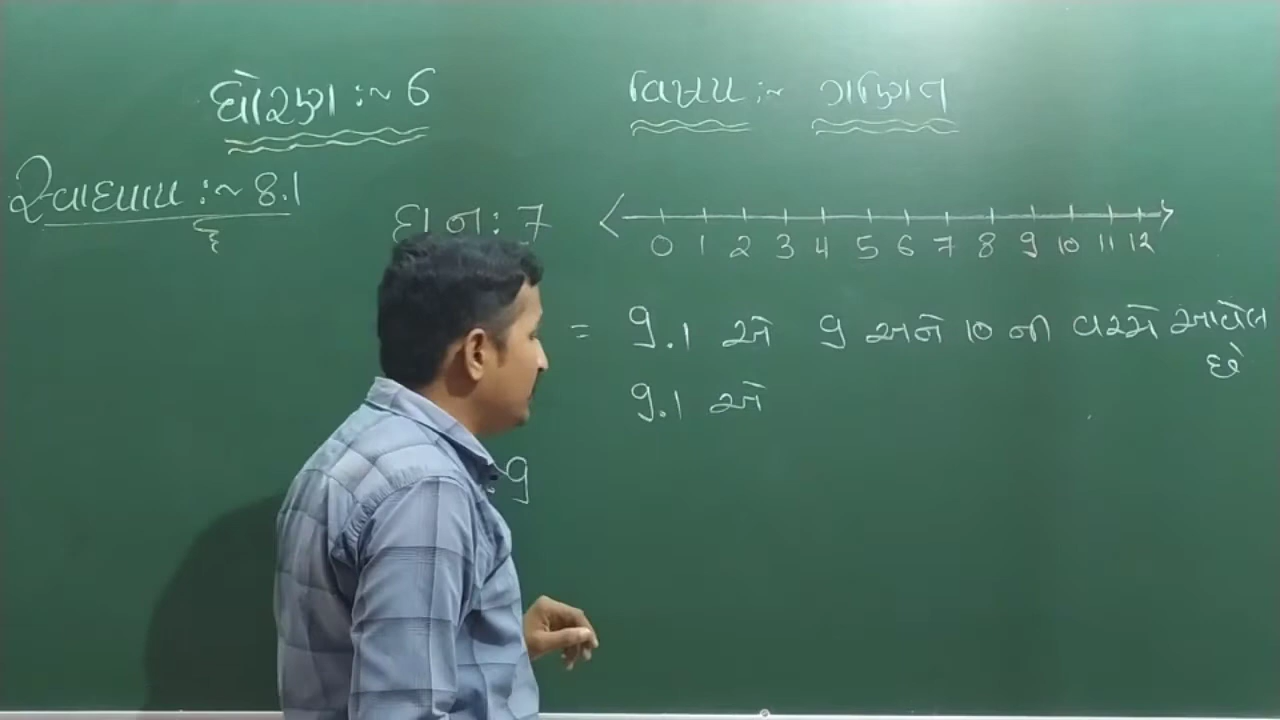 ધોરણ :~ 6
વિષય :~ ગણિત
સ્વાધ્યાય :~ 8.1
દાખલા: 7
0 1 2 3 4 5 6 7 8 9 10 11 12
= 9.1 એ 9 અને 10 ની વચ્ચે આવેલ
છે
9.1 એ
9